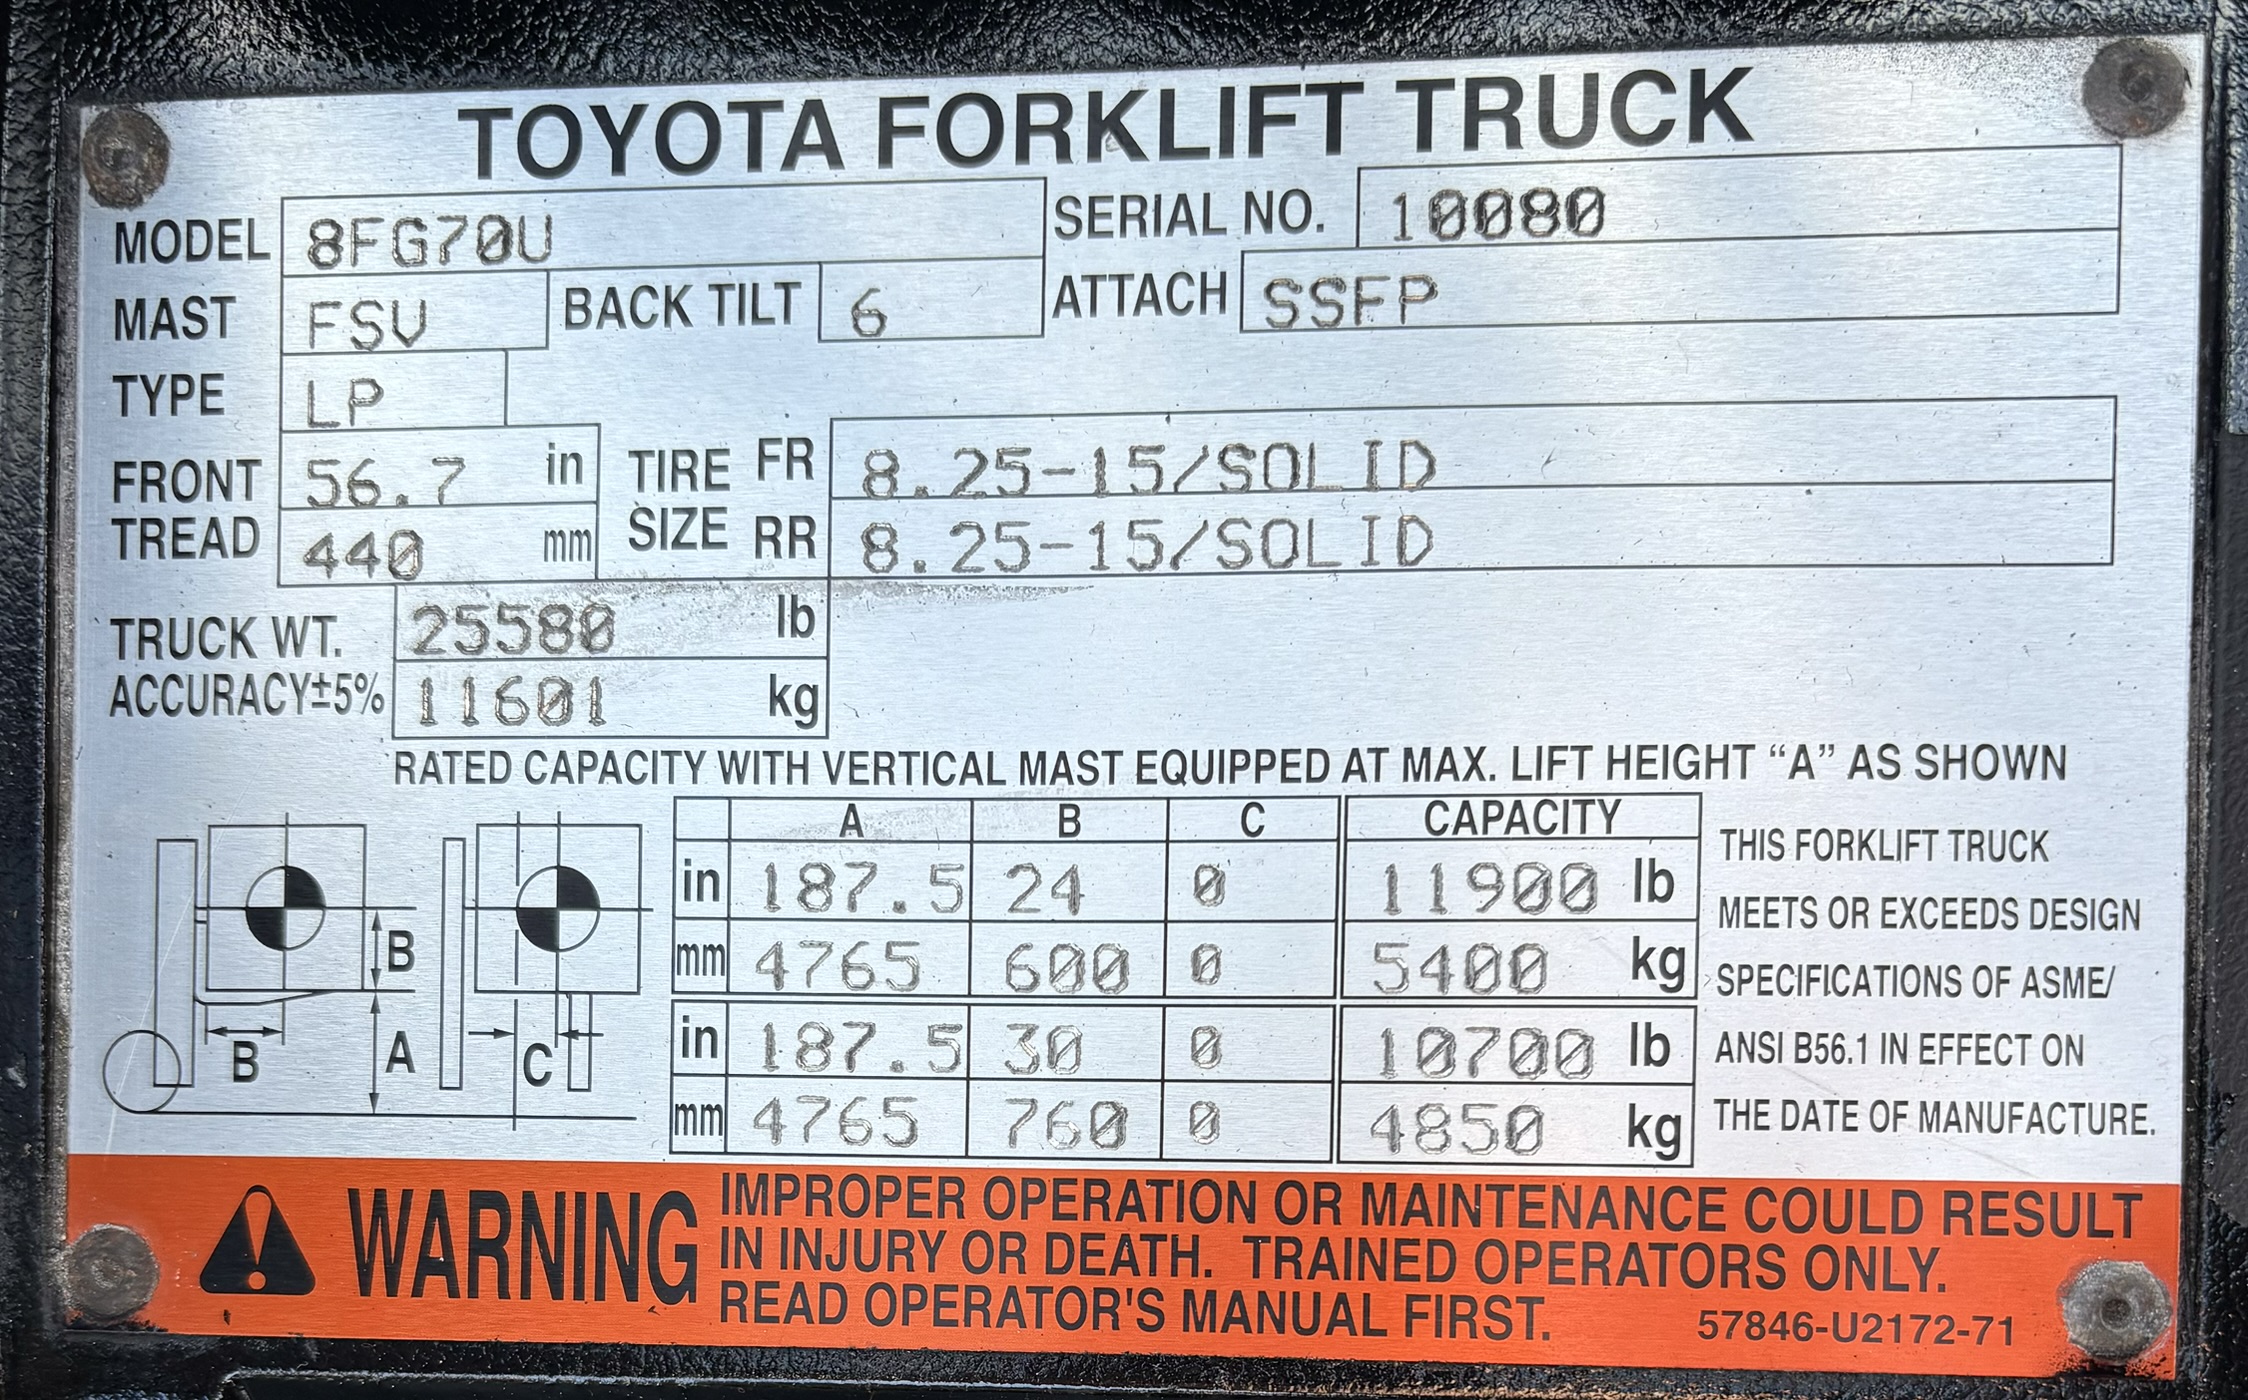 TOYOTA FORKLIFT TRUCK
MODEL 8FG70U SERIAL NO. 10080
MAST FSV BACK TILT 6 ATTACH SSFP
TYPE LP
FRONT TREAD 56.7 in TIRE SIZE FR 8.25-15/SOLID
440 mm RR 8.25-15/SOLID
TRUCK WT. 25580 lb
ACCURACY±5% 11601 kg
RATED CAPACITY WITH VERTICAL MAST EQUIPPED AT MAX. LIFT HEIGHT “A” AS SHOWN
A B C CAPACITY
in 187.5 24 0 11900 lb
mm 4765 600 0 5400 kg
in 187.5 30 0 10700 lb
mm 4765 760 0 4850 kg
B
B A C
THIS FORKLIFT TRUCK
MEETS OR EXCEEDS DESIGN
SPECIFICATIONS OF ASME/
ANSI B56.1 IN EFFECT ON
THE DATE OF MANUFACTURE.
WARNING
IMPROPER OPERATION OR MAINTENANCE COULD RESULT
IN INJURY OR DEATH. TRAINED OPERATORS ONLY.
READ OPERATOR'S MANUAL FIRST. 57846-U2172-71